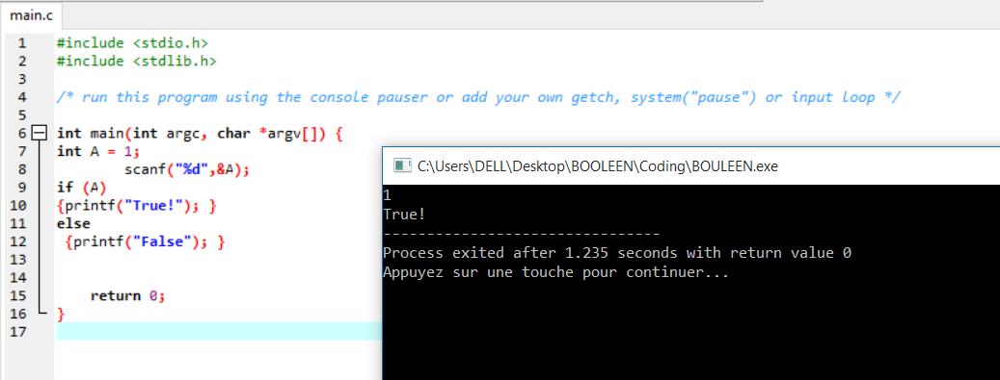 main.c
1 #include <stdio.h>
2 #include <stdlib.h>
3
4 /* run this program using the console pauser or add your own getch, system("pause") or input loop */
5
6 int main(int argc, char *argv[]) {
7 int A = 1;
8 scanf("%d",&A);
9 if (A)
10 {printf("True!"); }
11 else
12 {printf("False"); }
13
14
15 return 0;
16 }
17
C:\Users\DELL\Desktop\BOOLEEN\Coding\BOULEEN.exe
1
True!
--------------------------------
Process exited after 1.235 seconds with return value 0
Appuyez sur une touche pour continuer...